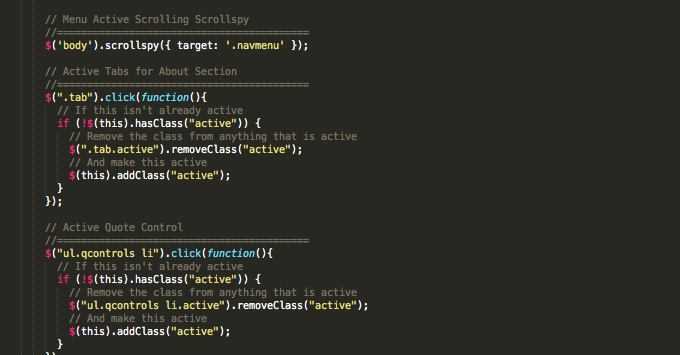 // Menu Active Scrolling Scrollspy
//==========================================
$('body').scrollspy({ target: '.navmenu' });
// Active Tabs for About Section
//==========================================
$(".tab").click(function(){
// If this isn't already active
if (!$(this).hasClass("active")) {
// Remove the class from anything that is active
$(".tab.active").removeClass("active");
// And make this active
$(this).addClass("active");
}
});
// Active Quote Control
//==========================================
$("ul.qcontrols li").click(function(){
// If this isn't already active
if (!$(this).hasClass("active")) {
// Remove the class from anything that is active
$("ul.qcontrols li.active").removeClass("active");
// And make this active
$(this).addClass("active");
}